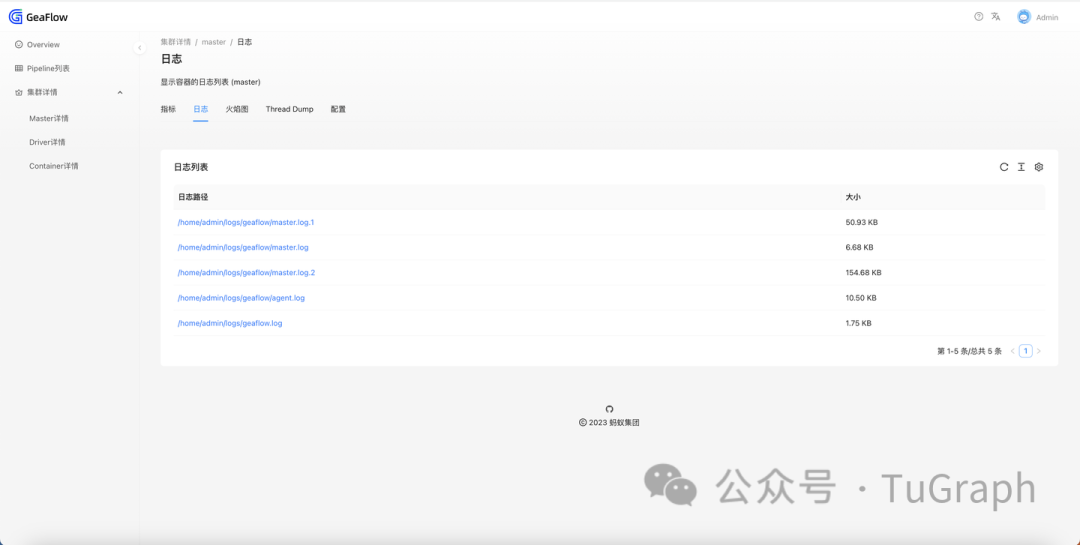 GeaFlow
Admin
Overview
Pipeline列表
集群详情
Master详情
Driver详情
Container详情
集群详情 / master / 日志
日志
显示容器的日志列表 (master)
指标 日志 火焰图 Thread Dump 配置
日志列表
日志路径 大小
/home/admin/logs/geaflow/master.log.1 50.93 KB
/home/admin/logs/geaflow/master.log 6.68 KB
/home/admin/logs/geaflow/master.log.2 154.68 KB
/home/admin/logs/geaflow/agent.log 10.50 KB
/home/admin/logs/geaflow.log 1.75 KB
第 1-5 条/总共 5 条 1
© 2023 蚂蚁集团
公众号 · TuGraph